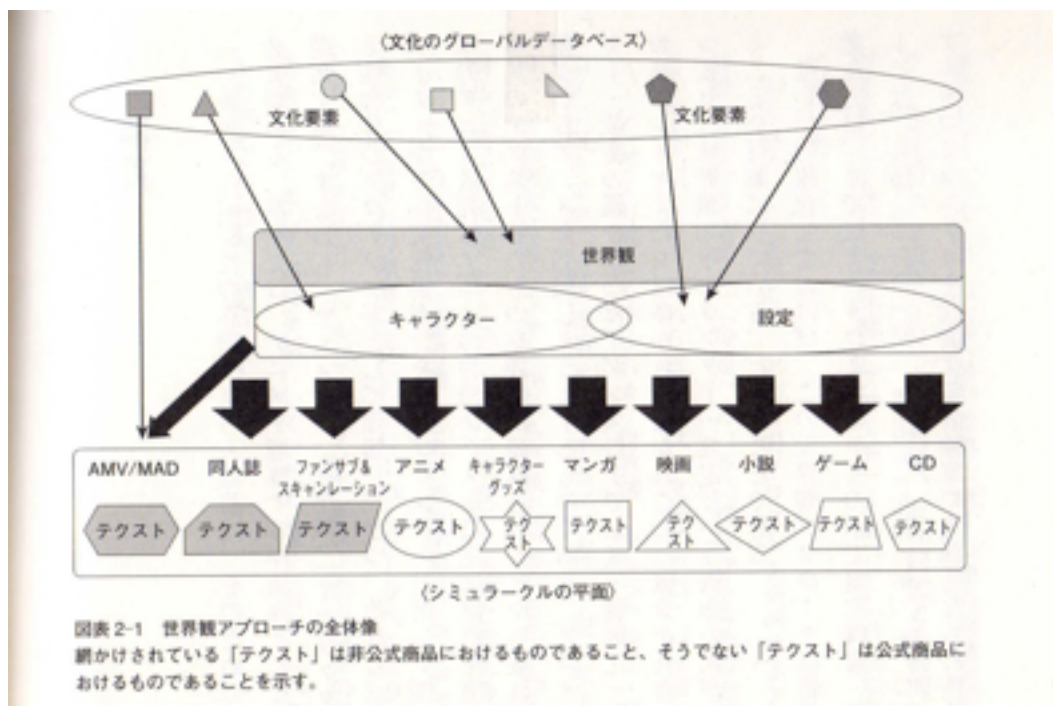 〈文化のグローバルデータベース〉
文化要素
文化要素
世界観
キャラクター
設定
AMV/MAD
同人誌
ファンサブ&
スキャンレーション
アニメ
キャラクター
グッズ
マンガ
映画
小説
ゲーム
CD
テクスト
テクスト
テクスト
テクスト
テク
スト
テクスト
テク
スト
テクスト
テクスト
テクスト
〈シミュラークルの平面〉
図表 2-1 世界観アプローチの全体像
網かけされている「テクスト」は非公式商品におけるものであること、そうでない「テクスト」は公式商品に
おけるものであることを示す。